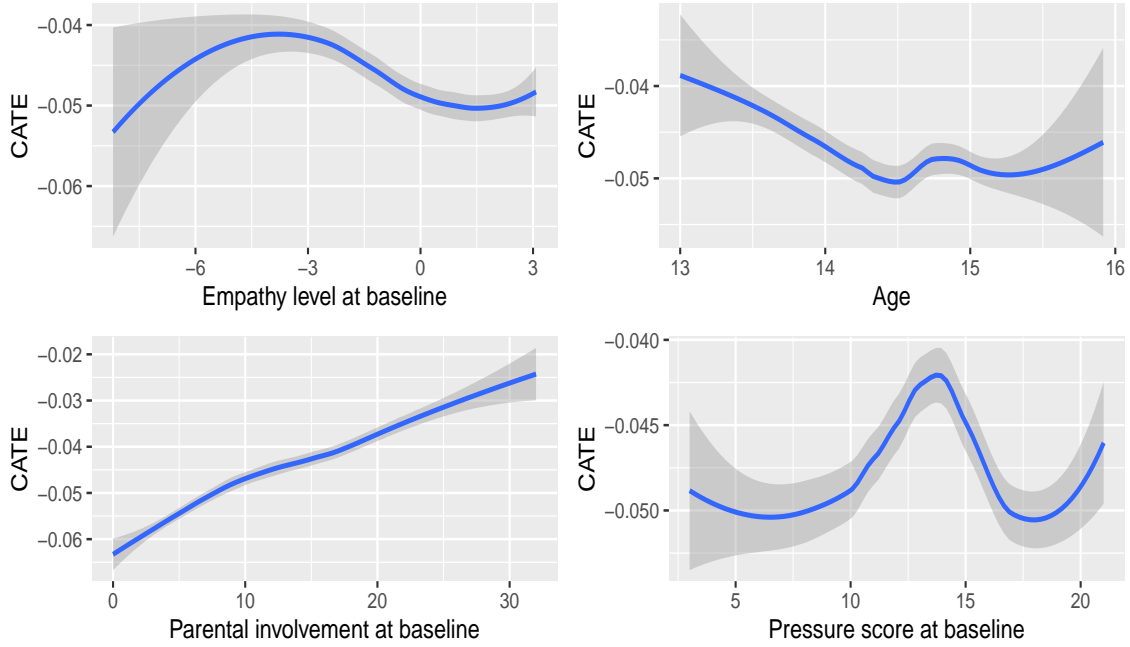 CATE
−0.04
−0.05
−0.06
−6 −3 0 3
Empathy level at baseline
CATE
−0.04
−0.05
13 14 15 16
Age
CATE
−0.02
−0.03
−0.04
−0.05
−0.06
0 10 20 30
Parental involvement at baseline
CATE
−0.040
−0.045
−0.050
5 10 15 20
Pressure score at baseline